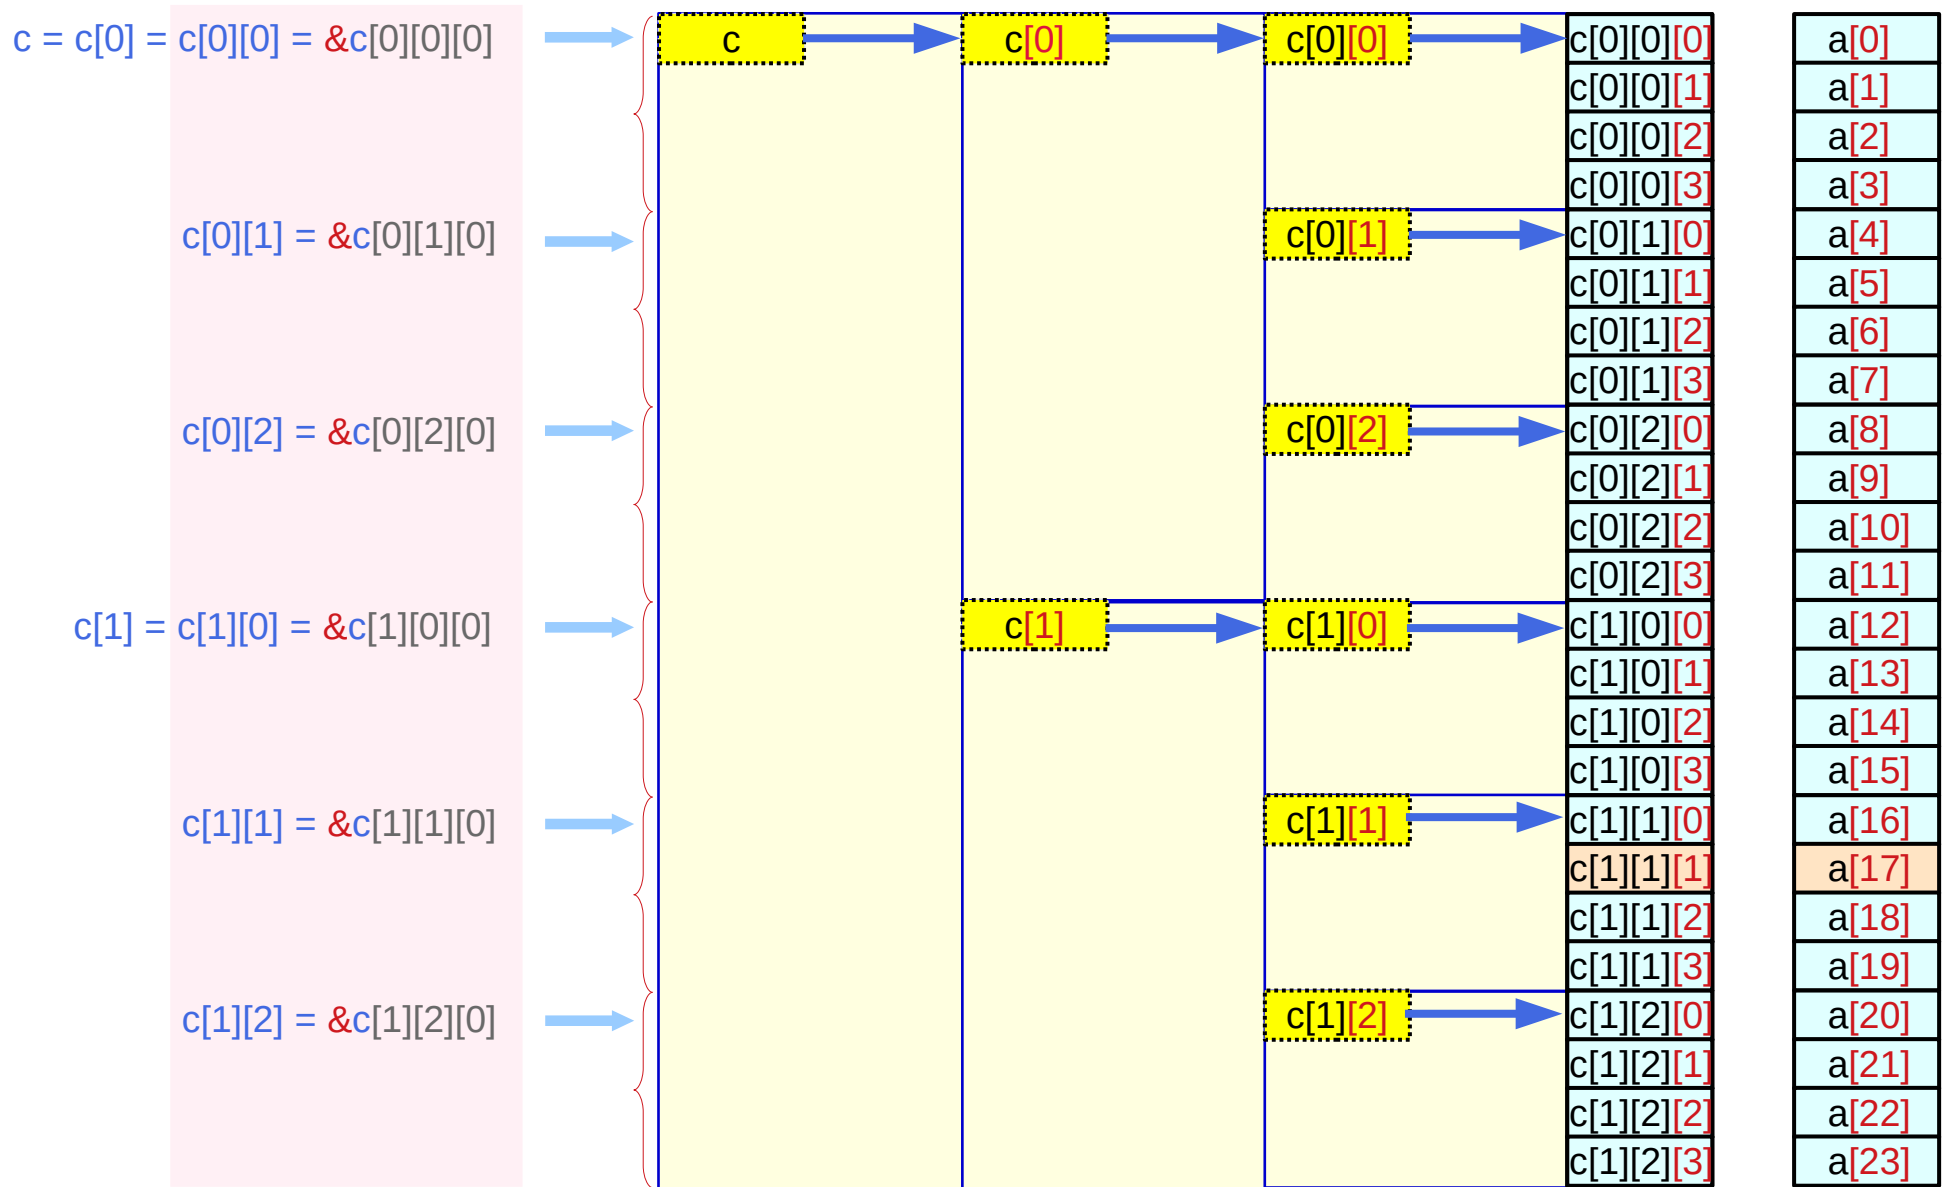 c = c[0] = c[0][0] = &c[0][0][0] c c[0] c[0][0] c[0][0][0] a[0]
c[0][0][1] a[1]
c[0][0][2] a[2]
c[0][0][3] a[3]
c[0][1] = &c[0][1][0] c[0][1] c[0][1][0] a[4]
c[0][1][1] a[5]
c[0][1][2] a[6]
c[0][1][3] a[7]
c[0][2] = &c[0][2][0] c[0][2] c[0][2][0] a[8]
c[0][2][1] a[9]
c[0][2][2] a[10]
c[0][2][3] a[11]
c[1] = c[1][0] = &c[1][0][0] c[1] c[1][0] c[1][0][0] a[12]
c[1][0][1] a[13]
c[1][0][2] a[14]
c[1][0][3] a[15]
c[1][1] = &c[1][1][0] c[1][1] c[1][1][0] a[16]
c[1][1][1] a[17]
c[1][1][2] a[18]
c[1][1][3] a[19]
c[1][2] = &c[1][2][0] c[1][2] c[1][2][0] a[20]
c[1][2][1] a[21]
c[1][2][2] a[22]
c[1][2][3] a[23]